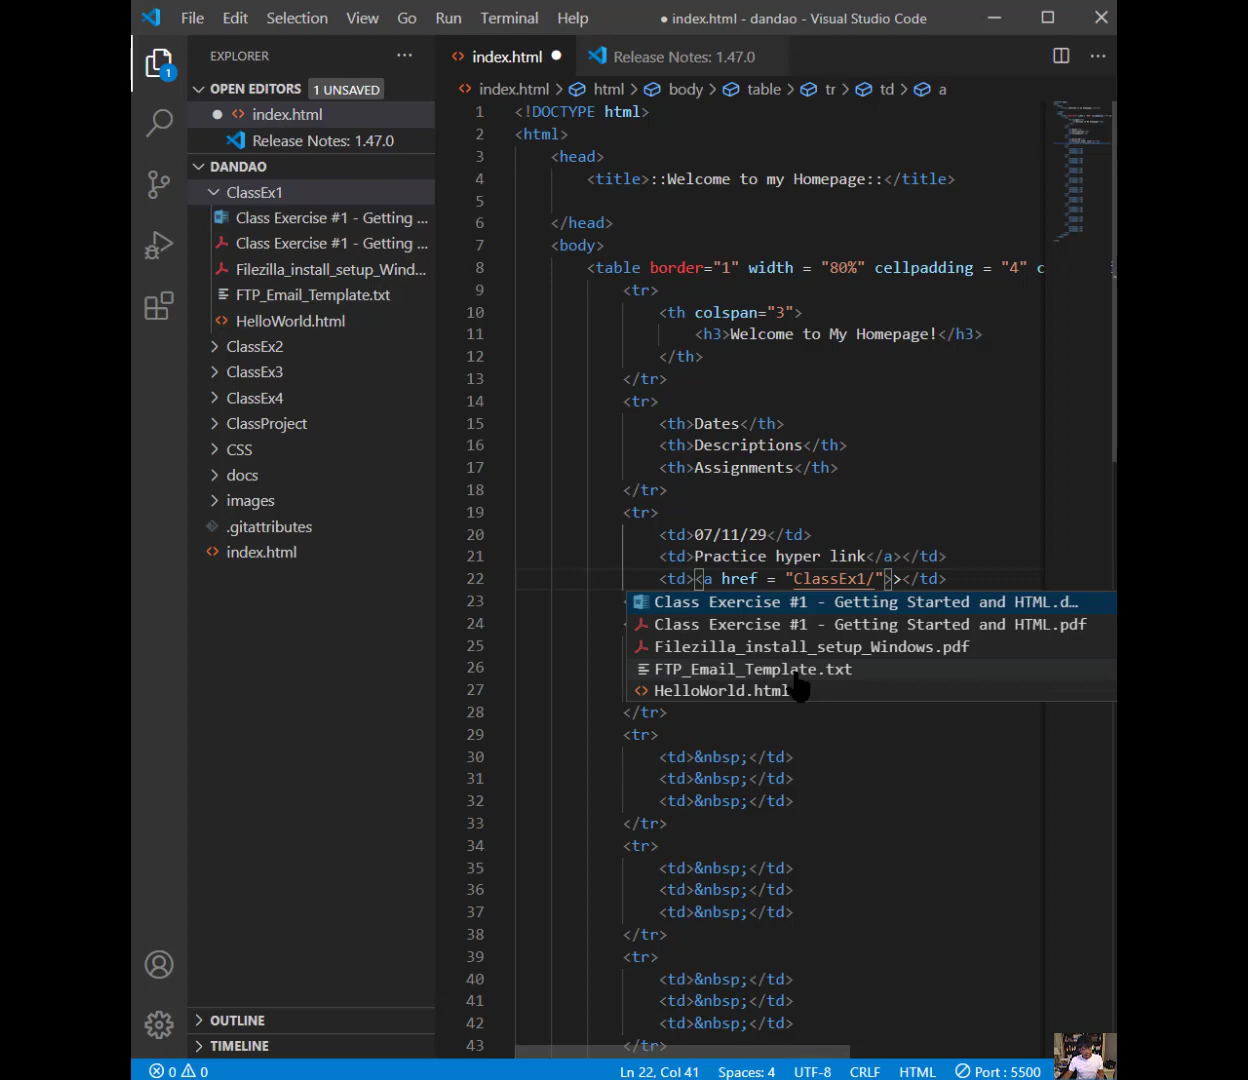 File Edit Selection View Go Run Terminal Help ● index.html - dandao - Visual Studio Code
EXPLORER
OPEN EDITORS 1 UNSAVED
index.html
Release Notes: 1.47.0
DANDAO
ClassEx1
Class Exercise #1 - Getting ...
Class Exercise #1 - Getting ...
Filezilla_install_setup_Wind...
FTP_Email_Template.txt
HelloWorld.html
ClassEx2
ClassEx3
ClassEx4
ClassProject
CSS
docs
images
.gitattributes
index.html
OUTLINE
TIMELINE
1
index.html Release Notes: 1.47.0
index.html > html > body > table > tr > td > a
1 <!DOCTYPE html>
2 <html>
3 <head>
4 <title>::Welcome to my Homepage::</title>
5
6 </head>
7 <body>
8 <table border="1" width = "80%" cellpadding = "4" c
9 <tr>
10 <th colspan="3">
11 <h3>Welcome to My Homepage!</h3>
12 </th>
13 </tr>
14 <tr>
15 <th>Dates</th>
16 <th>Descriptions</th>
17 <th>Assignments</th>
18 </tr>
19 <tr>
20 <td>07/11/29</td>
21 <td>Practice hyper link</a></td>
22 <td><a href = "ClassEx1/">></td>
23
24
25
26
27
Class Exercise #1 - Getting Started and HTML.d...
Class Exercise #1 - Getting Started and HTML.pdf
Filezilla_install_setup_Windows.pdf
FTP_Email_Template.txt
HelloWorld.html
28 </tr>
29 <tr>
30 <td>&nbsp;</td>
31 <td>&nbsp;</td>
32 <td>&nbsp;</td>
33 </tr>
34 <tr>
35 <td>&nbsp;</td>
36 <td>&nbsp;</td>
37 <td>&nbsp;</td>
38 </tr>
39 <tr>
40 <td>&nbsp;</td>
41 <td>&nbsp;</td>
42 <td>&nbsp;</td>
43 </tr>
0 0 Ln 22, Col 41 Spaces: 4 UTF-8 CRLF HTML Port : 5500